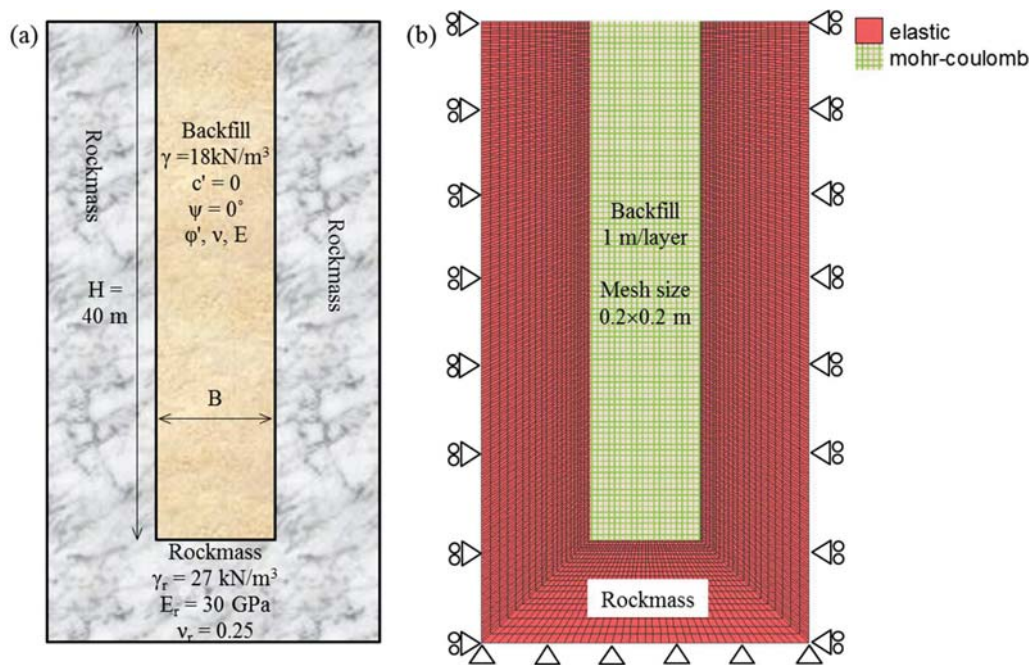 (a)
Rockmass
Backfill
γ =18kN/m³
c' = 0
ψ = 0˚
φ', ν, E
Rockmass
H =
40 m
B
Rockmass
γᵣ = 27 kN/m³
Eᵣ = 30 GPa
νᵣ = 0.25
(b)
elastic
mohr-coulomb
Backfill
1 m/layer
Mesh size
0.2×0.2 m
Rockmass